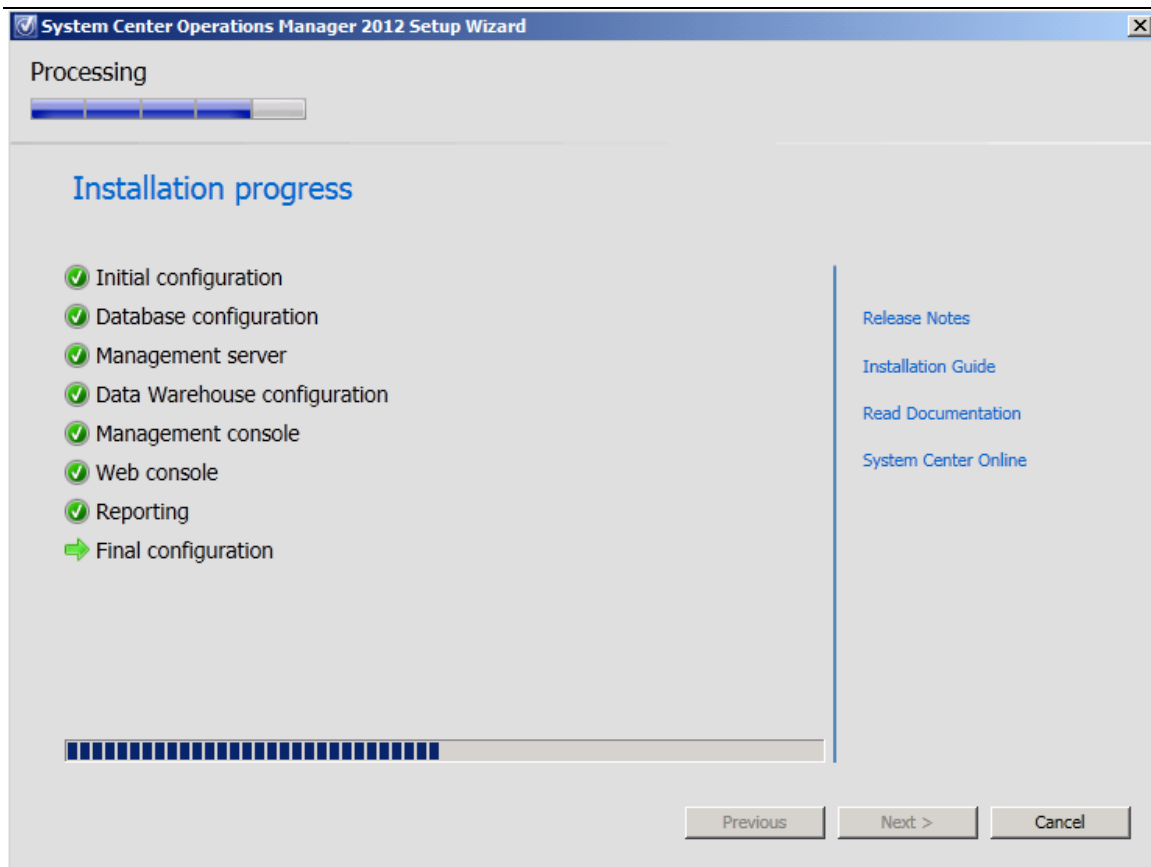 System Center Operations Manager 2012 Setup Wizard
Processing
Installation progress
Initial configuration
Database configuration
Management server
Data Warehouse configuration
Management console
Web console
Reporting
Final configuration
Release Notes
Installation Guide
Read Documentation
System Center Online
Previous
Next >
Cancel